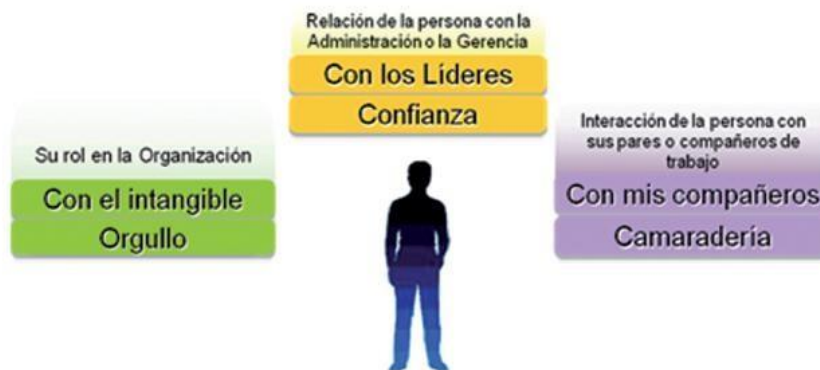 Relación de la persona con la
Administración o la Gerencia
Con los Líderes
Confianza
Su rol en la Organización
Con el intangible
Orgullo
Interacción de la persona con
sus pares o compañeros de
trabajo
Con mis compañeros
Camaradería